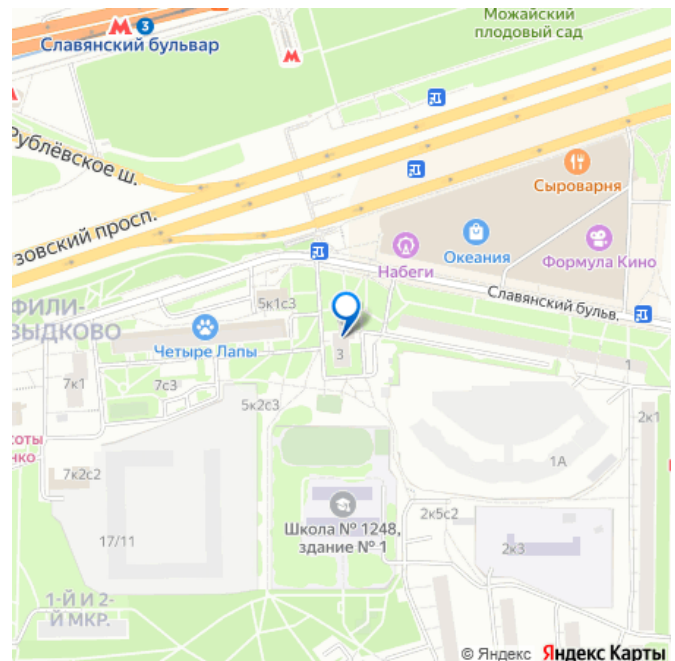 Можайский
плодовый сад
М 3
Славянский бульвар
М
Рублёвское ш.
зовский просп.
Сыроварня
Океания
Набеги
Формула Кино
Славянский бульв.
ФИЛИ-
ВЫДКОВО
5к1с3
Четыре Лапы
3
1
7к1
7с3
5к2с3
2к1
1А
7к2с2
2к5с2
Школа № 1248,
здание № 1
17/11
2к3
1-Й И 2-
Й МКР.
© Яндекс Яндекс Карты